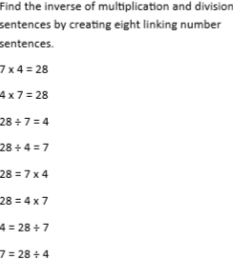 Find the inverse of multiplication and division
sentences by creating eight linking number
sentences.
7 x 4 = 28
4 x 7 = 28
28 ÷ 7 = 4
28 ÷ 4 = 7
28 = 7 x 4
28 = 4 x 7
4 = 28 ÷ 7
7 = 28 ÷ 4